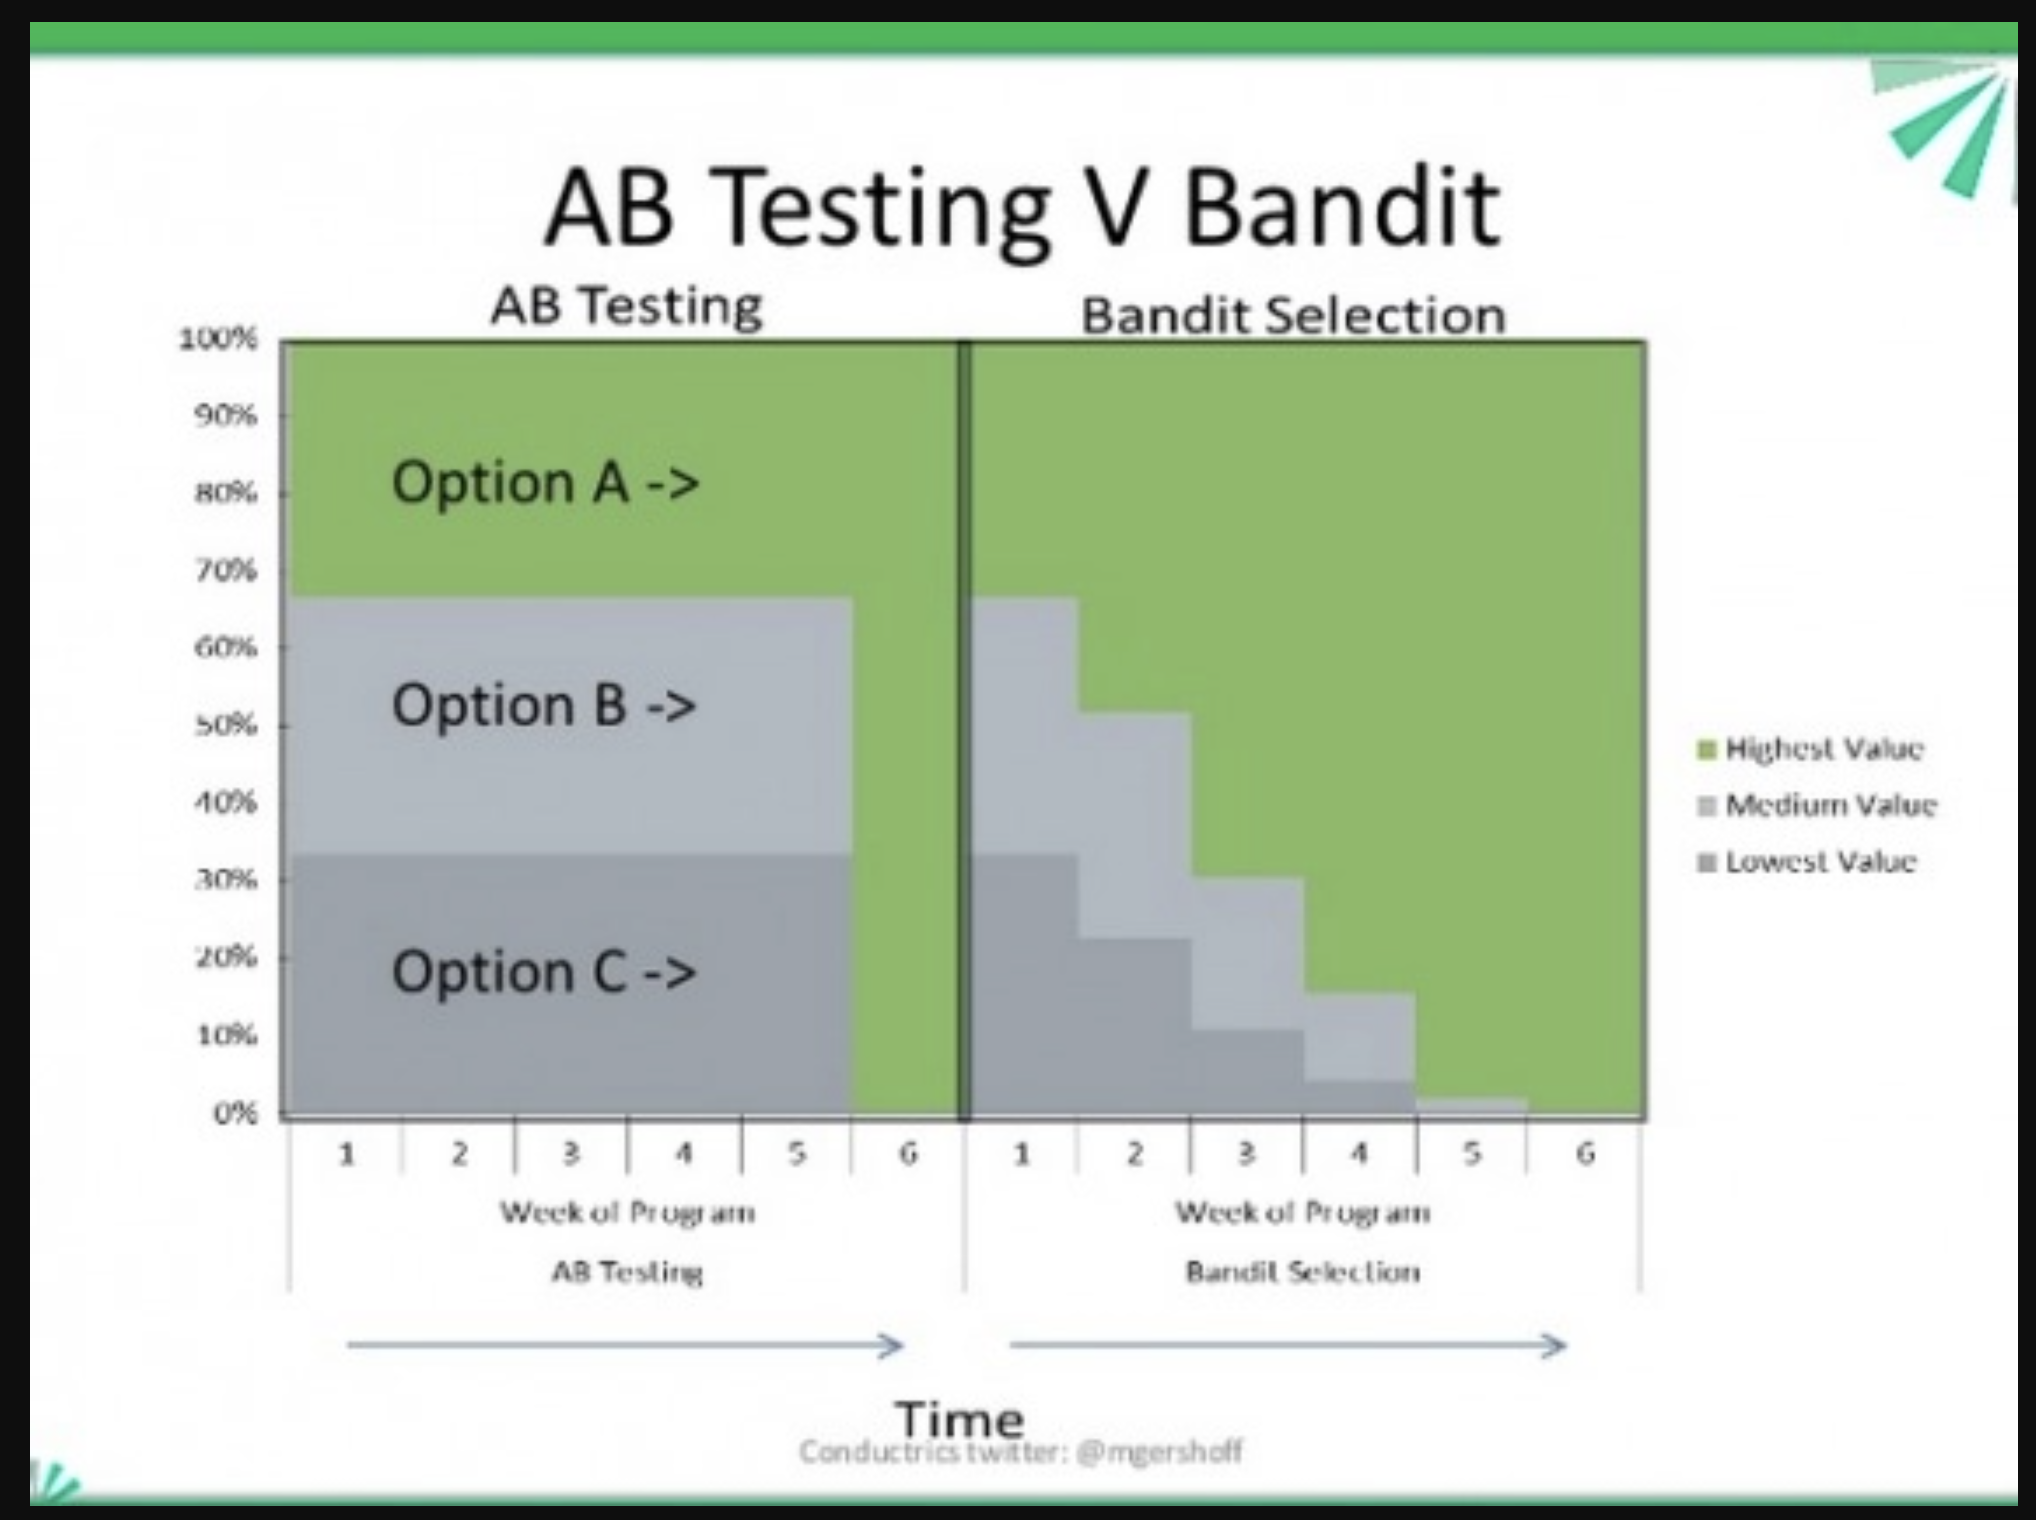 AB Testing V Bandit
AB Testing
Bandit Selection
100%
90%
80%
70%
60%
50%
40%
30%
20%
10%
0%
Option A ->
Option B ->
Option C ->
Highest Value
Medium Value
Lowest Value
1 2 3 4 5 6 1 2 3 4 5 6
Week of Program Week of Program
AB Testing Bandit Selection
Time
Conductrics twitter: @mgershoff